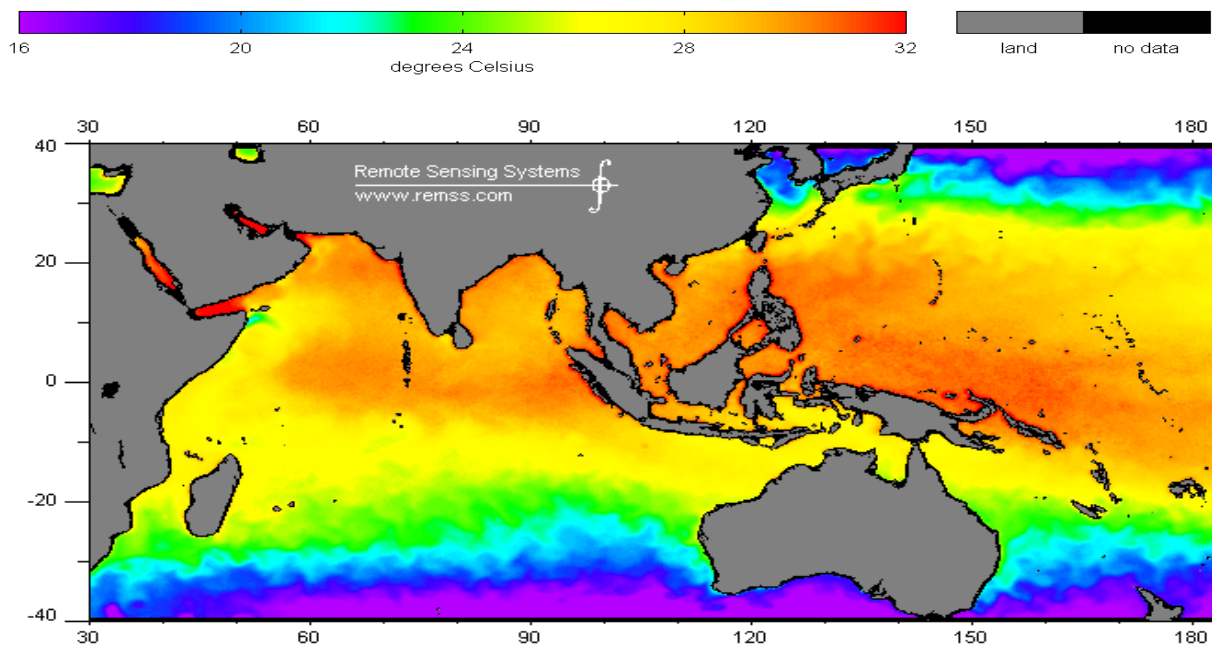 16 20 24 28 32
degrees Celsius
land no data
30 60 90 120 150 180
Remote Sensing Systems
www.remss.com
40
20
0
-20
-40
30 60 90 120 150 180